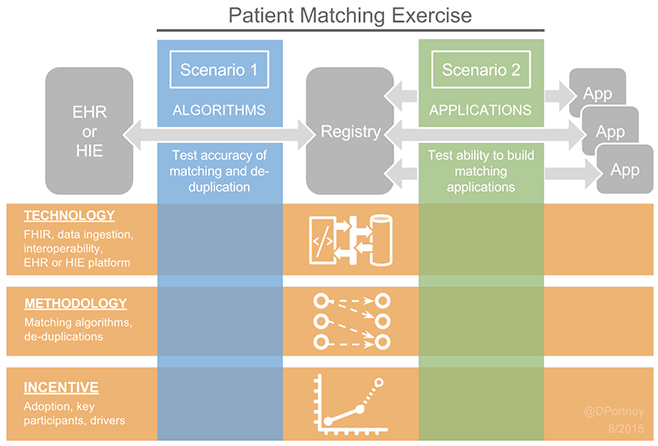 Patient Matching Exercise
Scenario 1
Scenario 2
ALGORITHMS
APPLICATIONS
EHR
or
HIE
Registry
App
App
App
Test accuracy of
matching and de-
duplication
Test ability to build
matching
applications
TECHNOLOGY
FHIR, data ingestion,
interoperability,
EHR or HIE platform
</>
METHODOLOGY
Matching algorithms,
de-duplications
INCENTIVE
Adoption, key
participants, drivers
@DPortnoy
8/2015